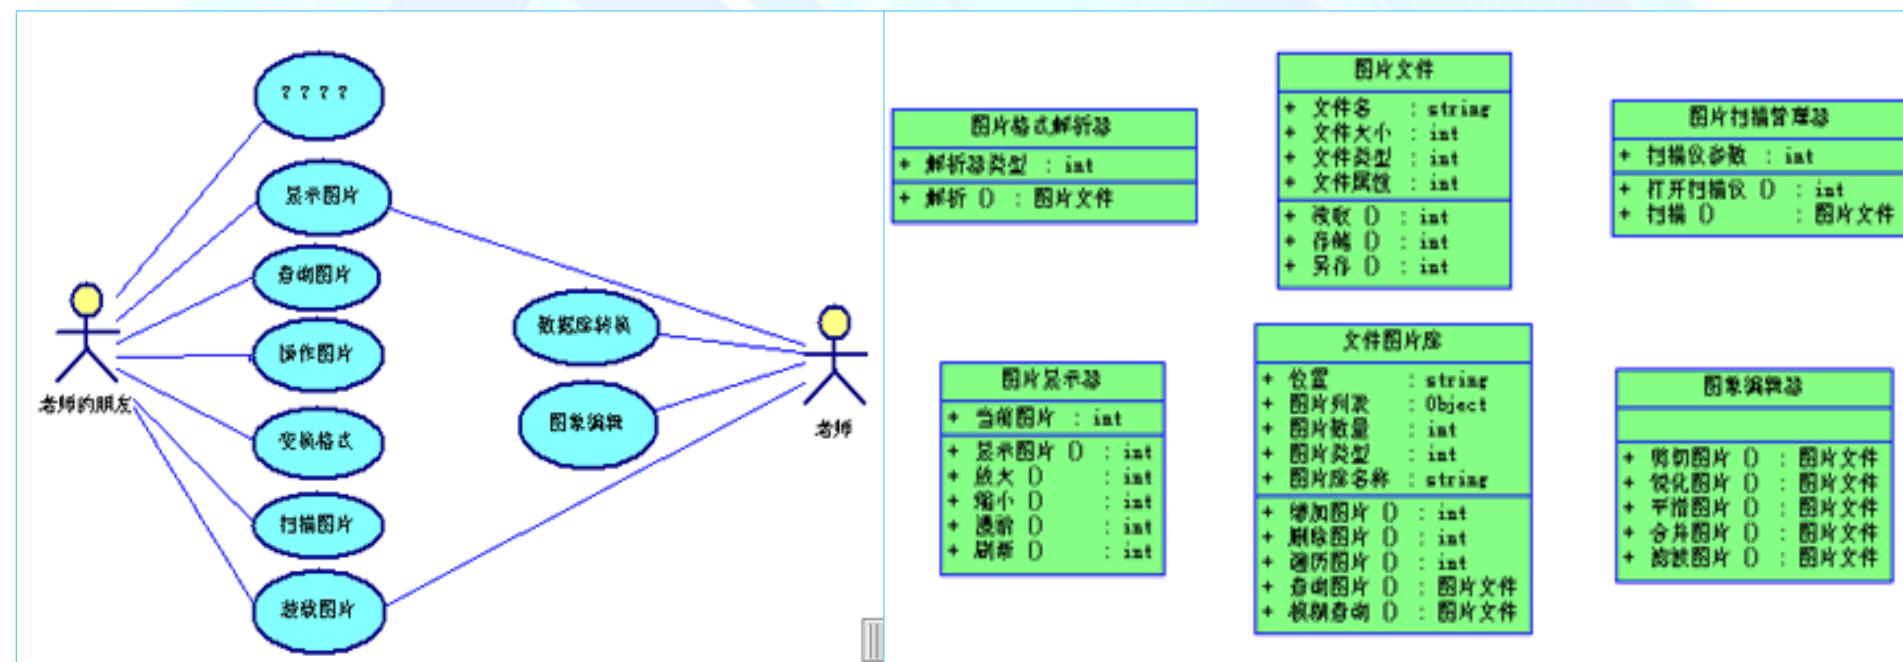 ? ? ? ?
显示图片
查询图片
操作图片
变换格式
扫描图片
装载图片
老师的朋友
数据库转换
图象编辑
老师
图片格式解析器
+ 解析器类型 : int
+ 解析 () : 图片文件
图片文件
+ 文件名 : string
+ 文件大小 : int
+ 文件类型 : int
+ 文件属性 : int
+ 读取 () : int
+ 存储 () : int
+ 另存 () : int
图片扫描管理器
+ 扫描仪参数 : int
+ 打开扫描仪 () : int
+ 扫描 () : 图片文件
图片显示器
+ 当前图片 : int
+ 显示图片 () : int
+ 放大 () : int
+ 缩小 () : int
+ 漫游 () : int
+ 刷新 () : int
文件图片库
+ 位置 : string
+ 图片列表 : Object
+ 图片数量 : int
+ 图片类型 : int
+ 图片库名称 : string
+ 增加图片 () : int
+ 删除图片 () : int
+ 遍历图片 () : int
+ 查询图片 () : 图片文件
+ 模糊查询 () : 图片文件
图象编辑器
+ 剪切图片 () : 图片文件
+ 锐化图片 () : 图片文件
+ 平滑图片 () : 图片文件
+ 合并图片 () : 图片文件
+ 滤波图片 () : 图片文件